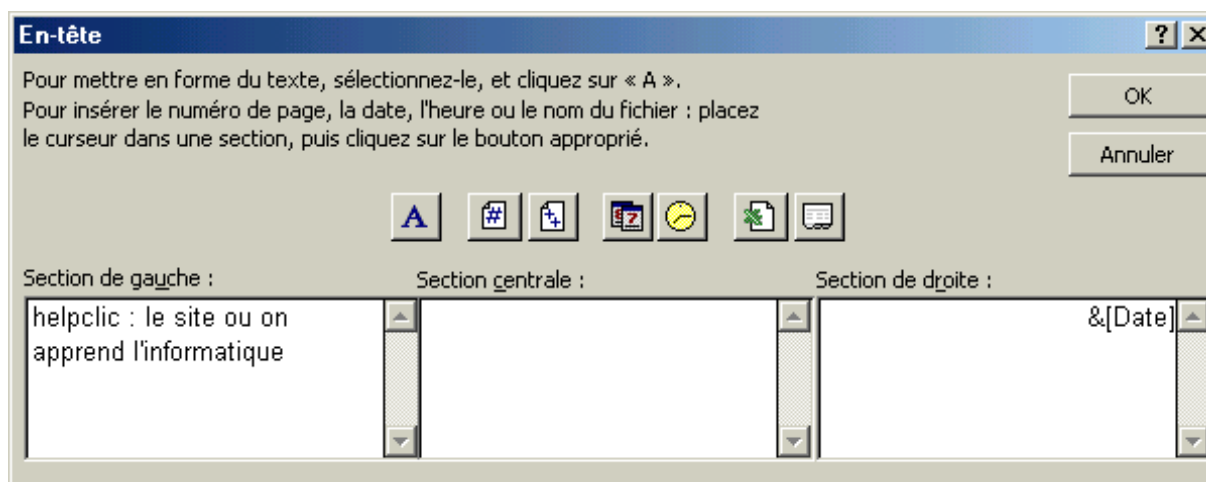 En-tête
Pour mettre en forme du texte, sélectionnez-le, et cliquez sur « A ».
Pour insérer le numéro de page, la date, l'heure ou le nom du fichier : placez
le curseur dans une section, puis cliquez sur le bouton approprié.
OK
Annuler
A
Section de gauche :
Section centrale :
Section de droite :
helpclic : le site ou on
apprend l'informatique
&[Date]